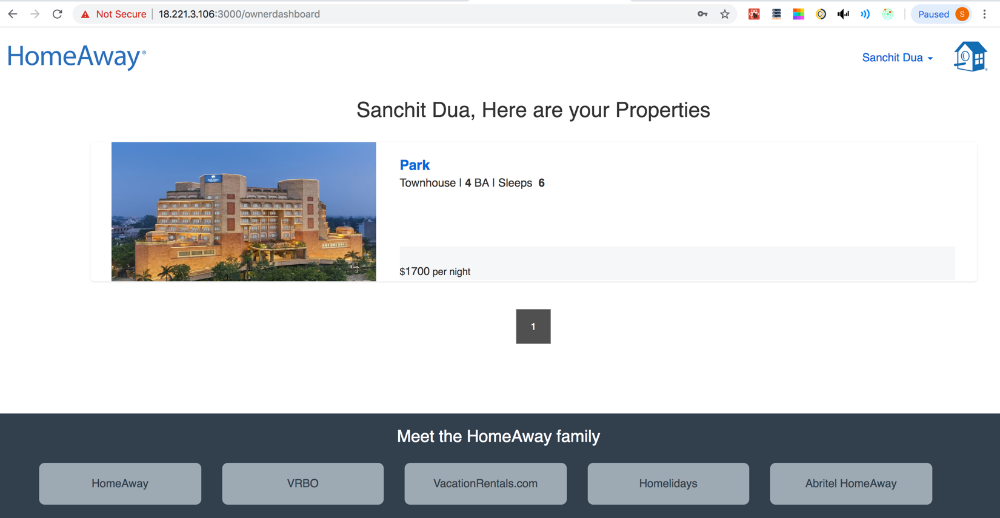 Not Secure | 18.221.3.106:3000/ownerdashboard
Paused S
HomeAway®
Sanchit Dua
Sanchit Dua, Here are your Properties
Park
Townhouse | 4 BA | Sleeps 6
$1700 per night
1
Meet the HomeAway family
HomeAway
VRBO
VacationRentals.com
Homelidays
Abritel HomeAway